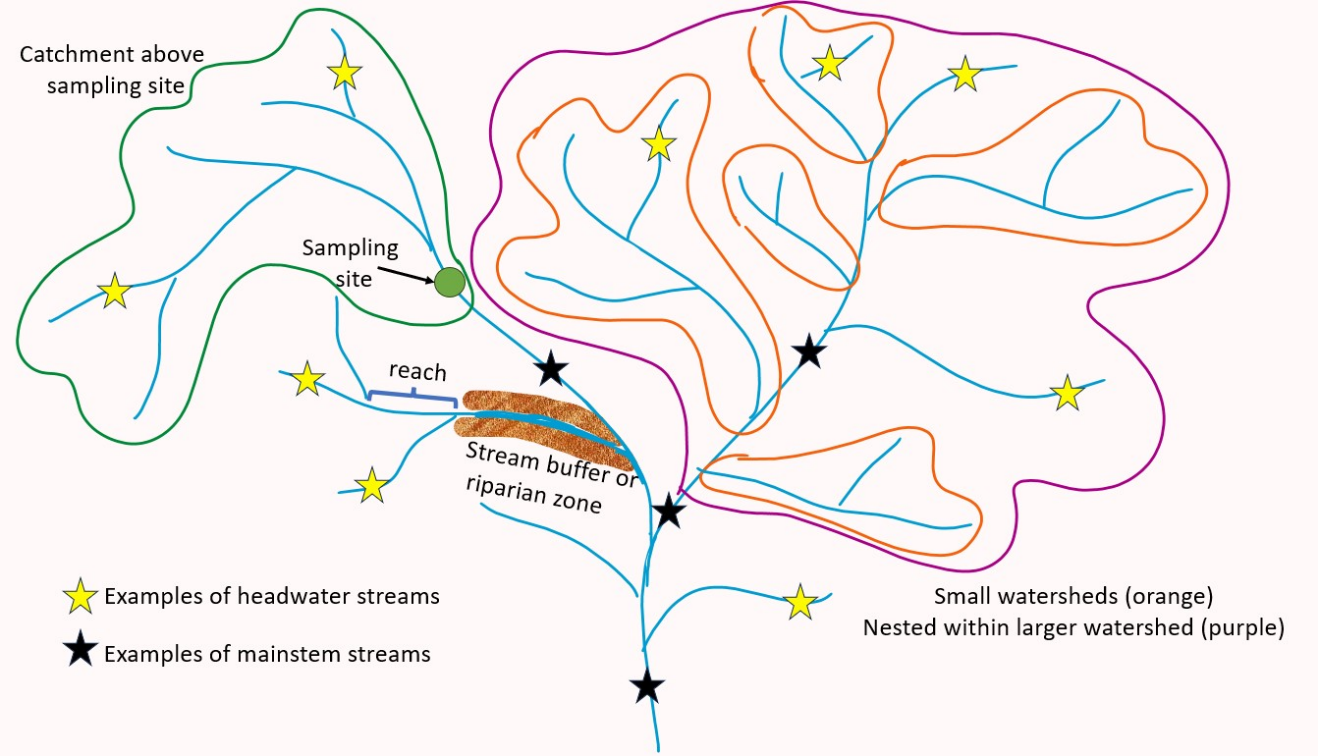 Catchment above
sampling site
Sampling
site
reach
Stream buffer or
riparian zone
Examples of headwater streams
Examples of mainstem streams
Small watersheds (orange)
Nested within larger watershed (purple)